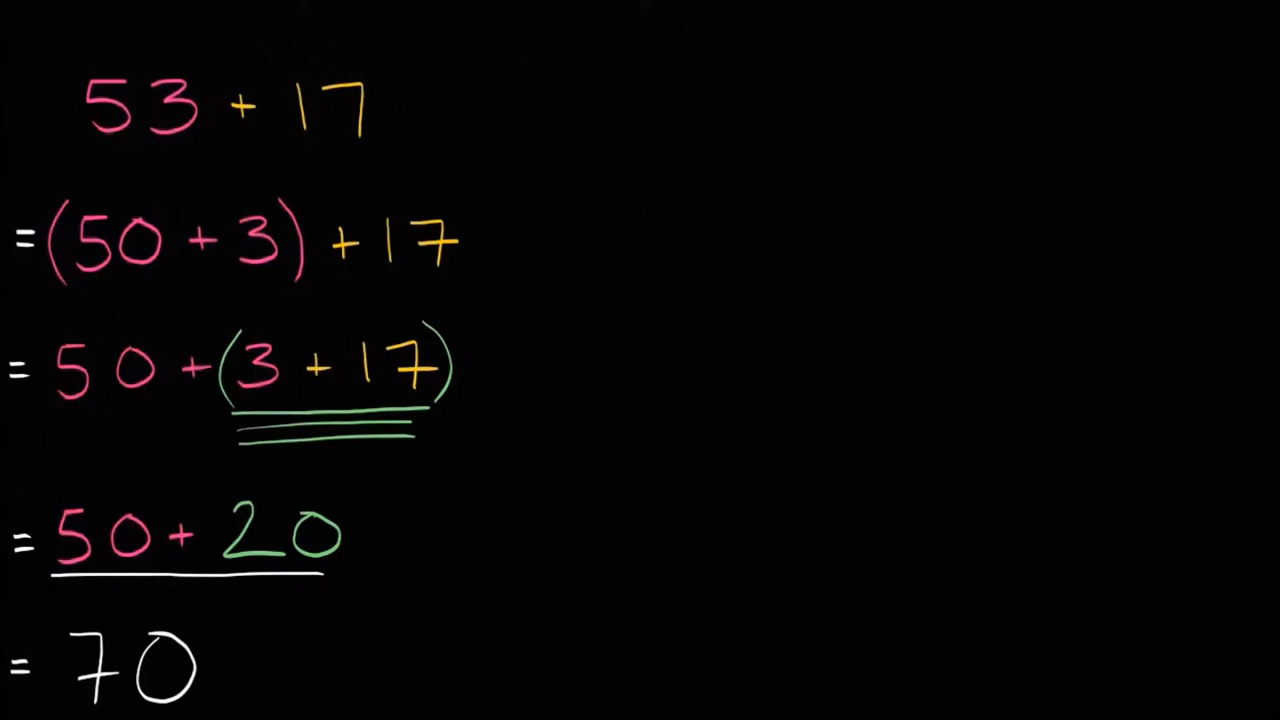 53 + 17
=(50 + 3) + 17
= 50 + (3 + 17)
= 50 + 20
= 70